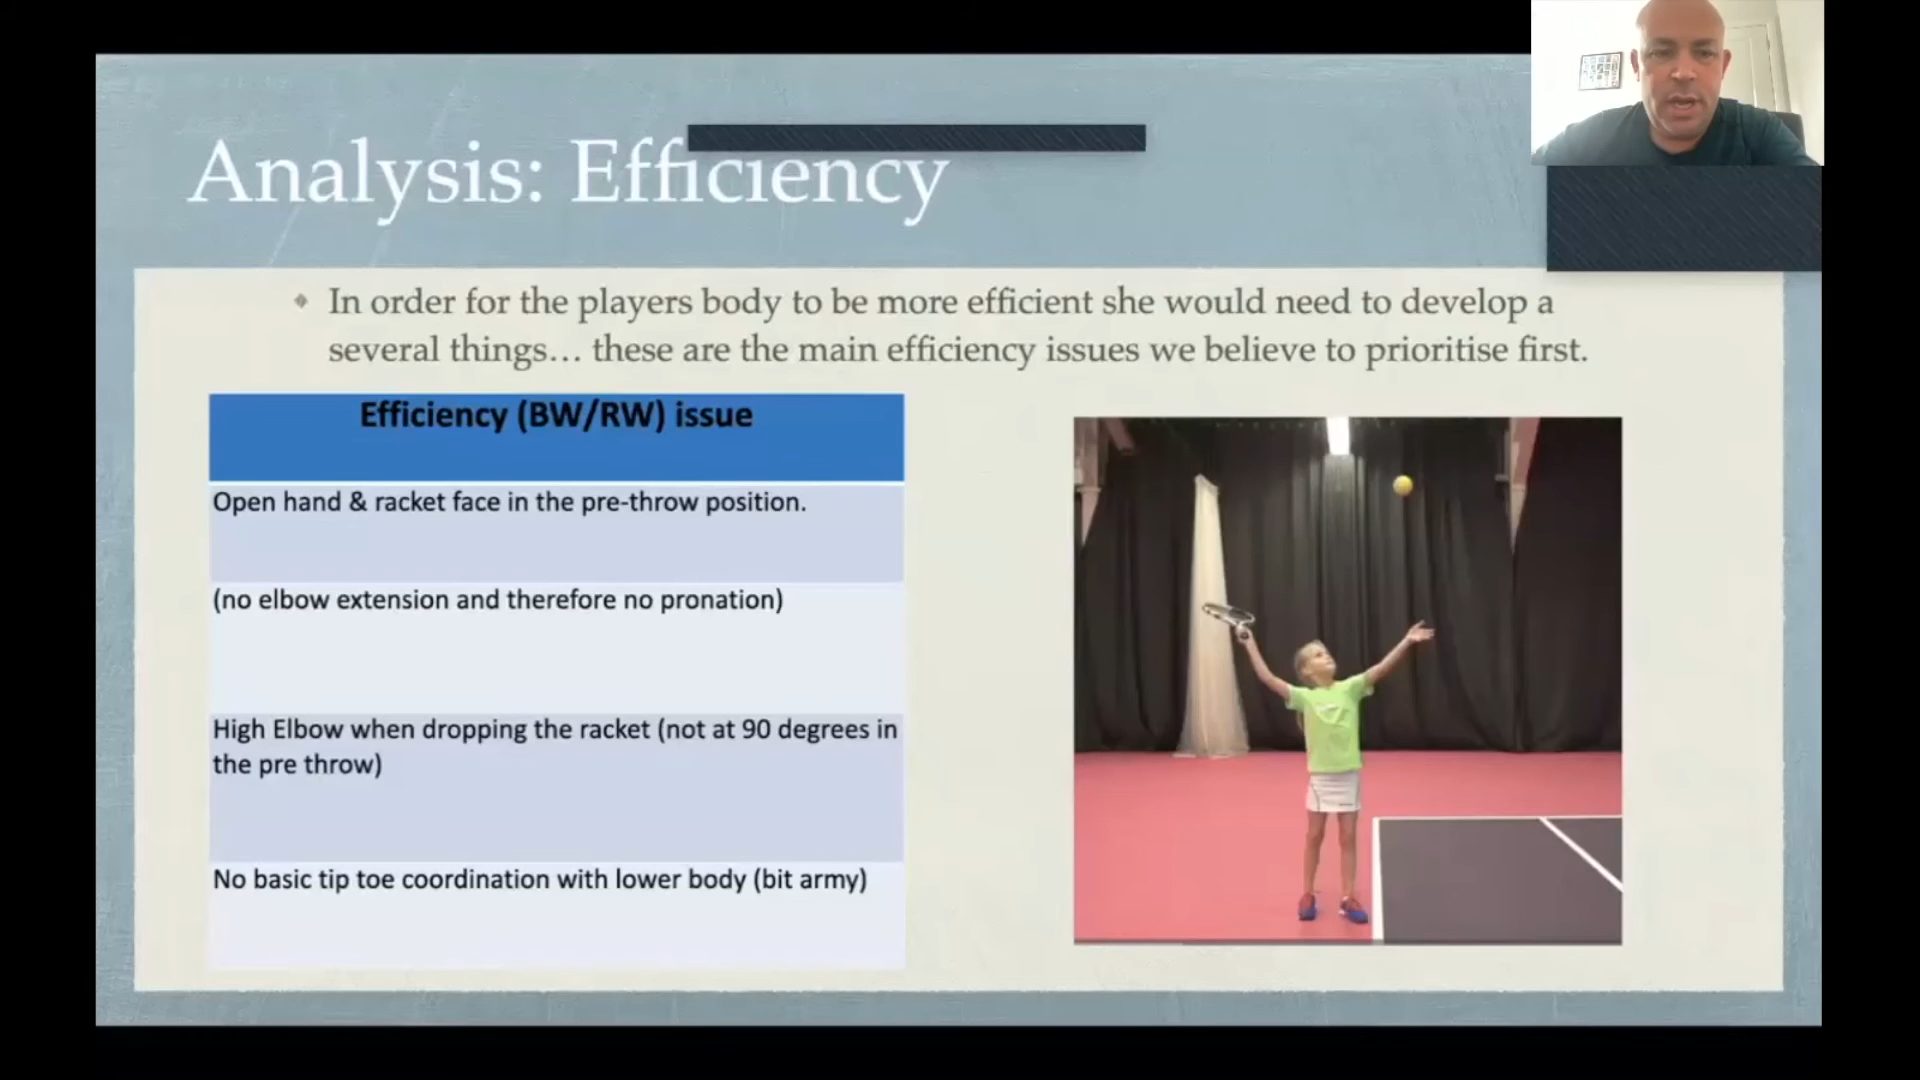 Analysis: Efficiency
In order for the players body to be more efficient she would need to develop a
several things… these are the main efficiency issues we believe to prioritise first.
Efficiency (BW/RW) issue
Open hand & racket face in the pre-throw position.
(no elbow extension and therefore no pronation)
High Elbow when dropping the racket (not at 90 degrees in
the pre throw)
No basic tip toe coordination with lower body (bit army)